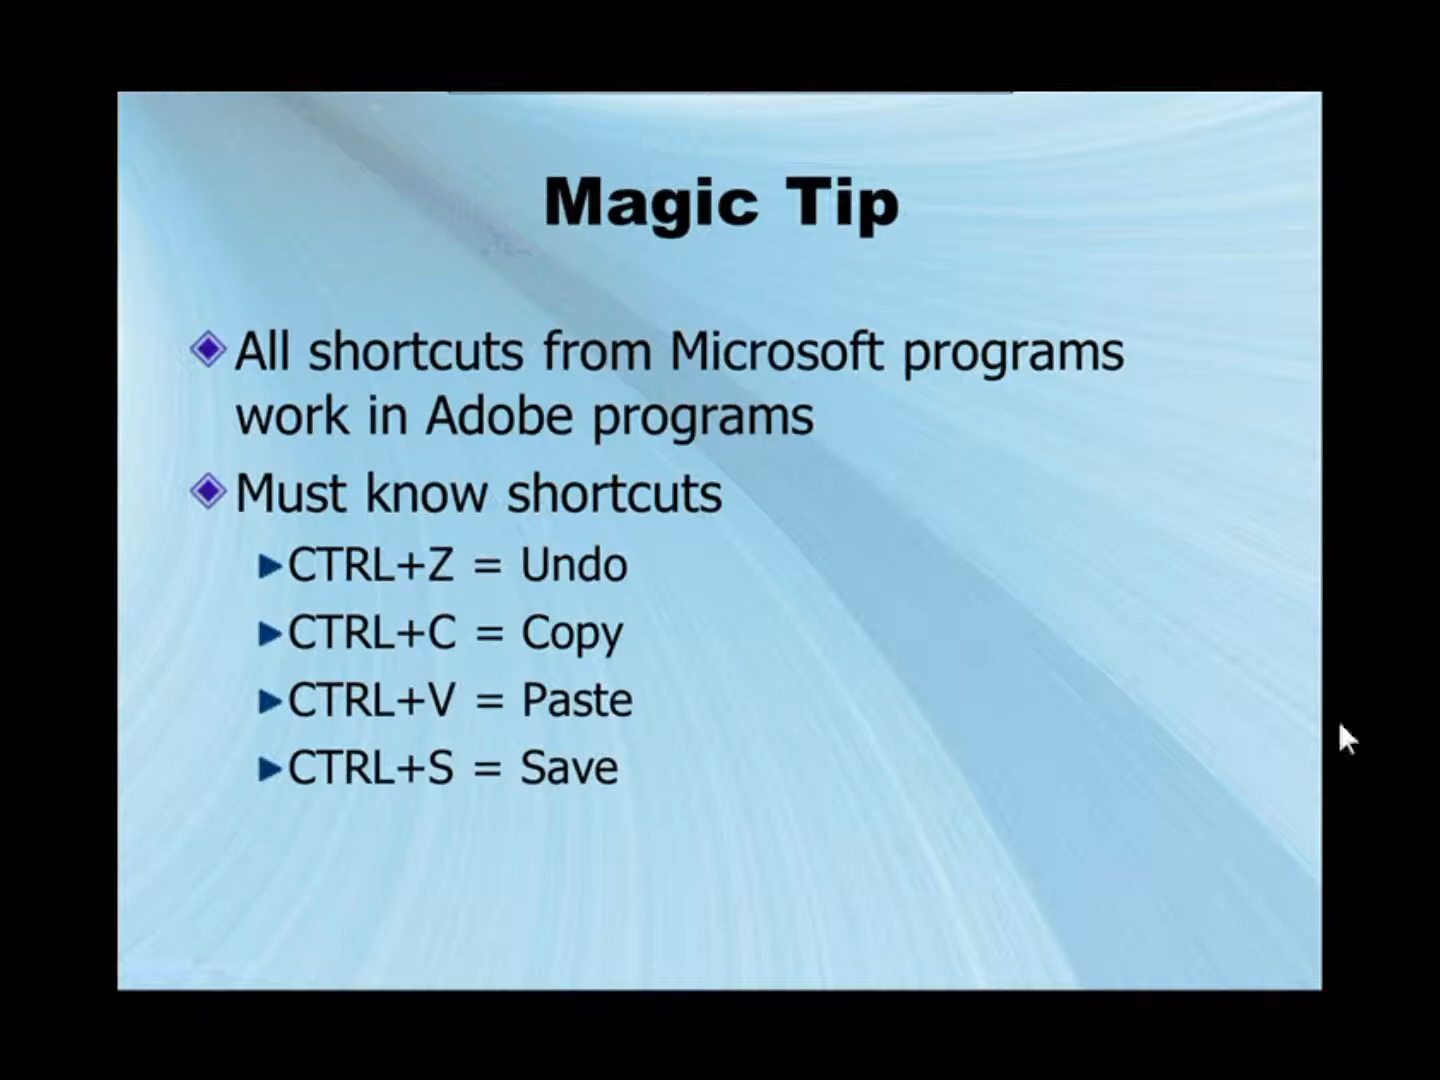 Magic Tip
All shortcuts from Microsoft programs
work in Adobe programs
Must know shortcuts
CTRL+Z = Undo
CTRL+C = Copy
CTRL+V = Paste
CTRL+S = Save